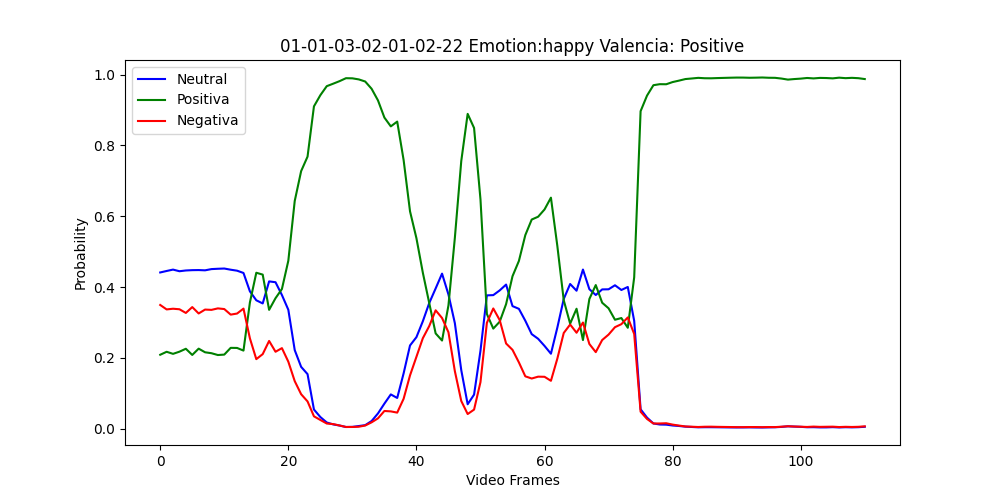 01-01-03-02-01-02-22 Emotion:happy Valencia: Positive
Neutral
Positiva
Negativa
Probability
1.0
0.8
0.6
0.4
0.2
0.0
0 20 40 60 80 100
Video Frames